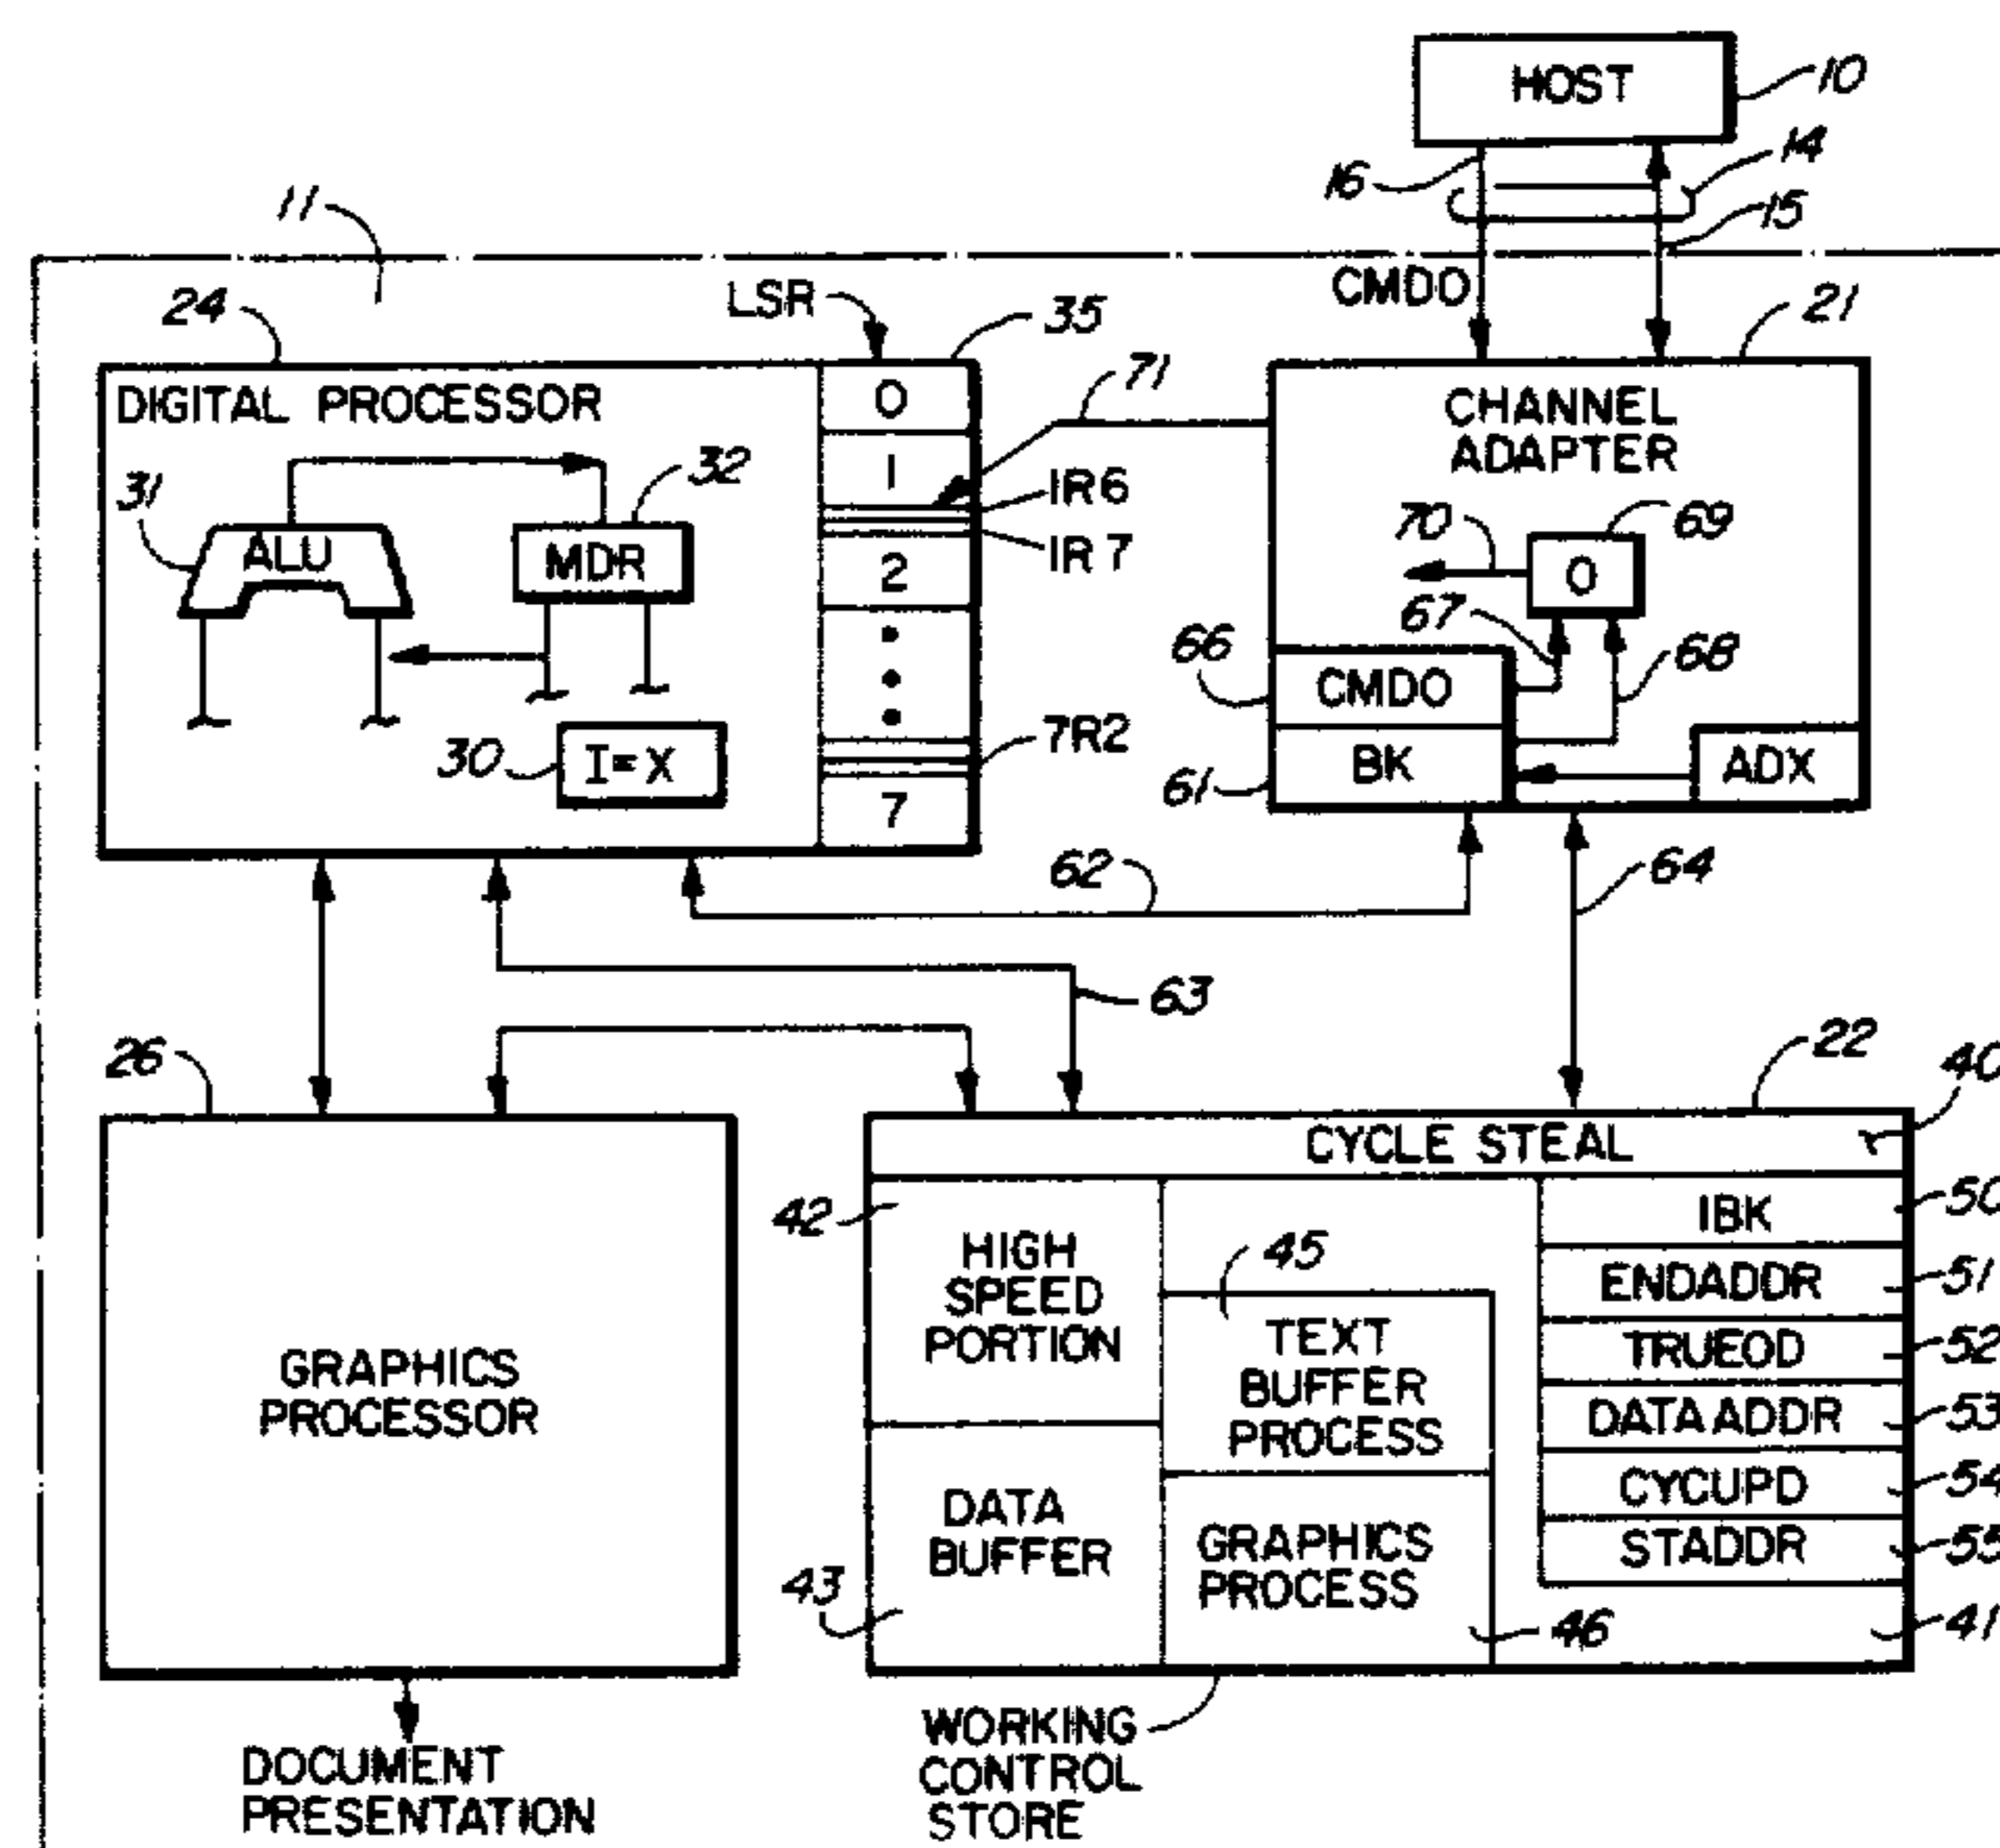 HOST
10
16
14
15
11
CMDO
24
LSR
35
21
DIGITAL PROCESSOR
0
71
CHANNEL
ADAPTER
31
32
1
1R6
ALU
MDR
1R7
70
69
0
2
67
66
CMDO
68
30
I=X
7R2
61
BK
ADX
7
62
64
63
26
22
40
CYCLE STEAL
42
IBK
50
HIGH
SPEED
PORTION
45
ENDADDR
51
TEXT
BUFFER
PROCESS
TRUEOD
52
GRAPHICS
PROCESSOR
DATA ADDR
53
CYCUPD
54
DATA
BUFFER
GRAPHICS
PROCESS
STADDR
55
43
46
41
WORKING
CONTROL
STORE
DOCUMENT
PRESENTATION